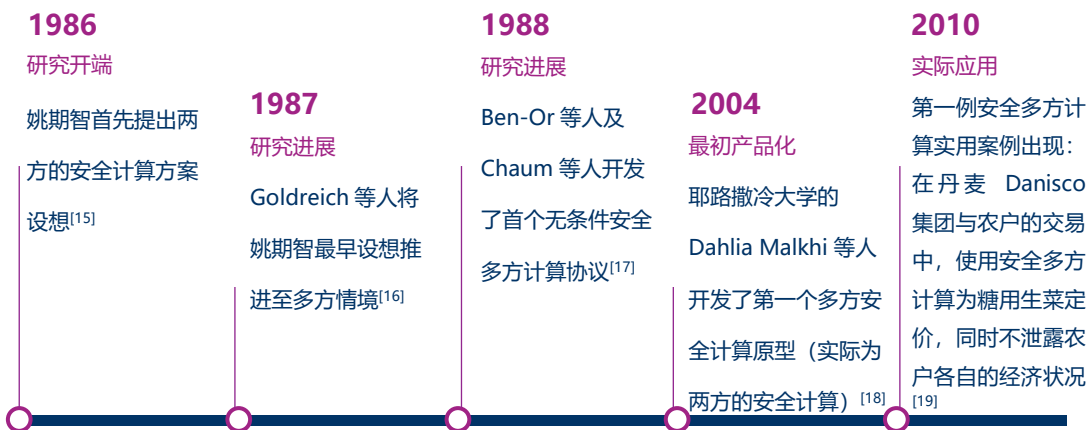 1986
研究开端
姚期智首先提出两
方的安全计算方案
设想[15]
1987
研究进展
Goldreich 等人将
姚期智最早设想推
进至多方情境[16]
1988
研究进展
Ben-Or 等人及
Chaum 等人开发
了首个无条件安全
多方计算协议[17]
2004
最初产品化
耶路撒冷大学的
Dahlia Malkhi 等人
开发了第一个多方安
全计算原型（实际为
两方的安全计算）[18]
2010
实际应用
第一例安全多方计
算实用案例出现：
在丹麦 Danisco
集团与农户的交易
中，使用安全多方
计算为糖用生菜定
价，同时不泄露农
户各自的经济状况
[19]